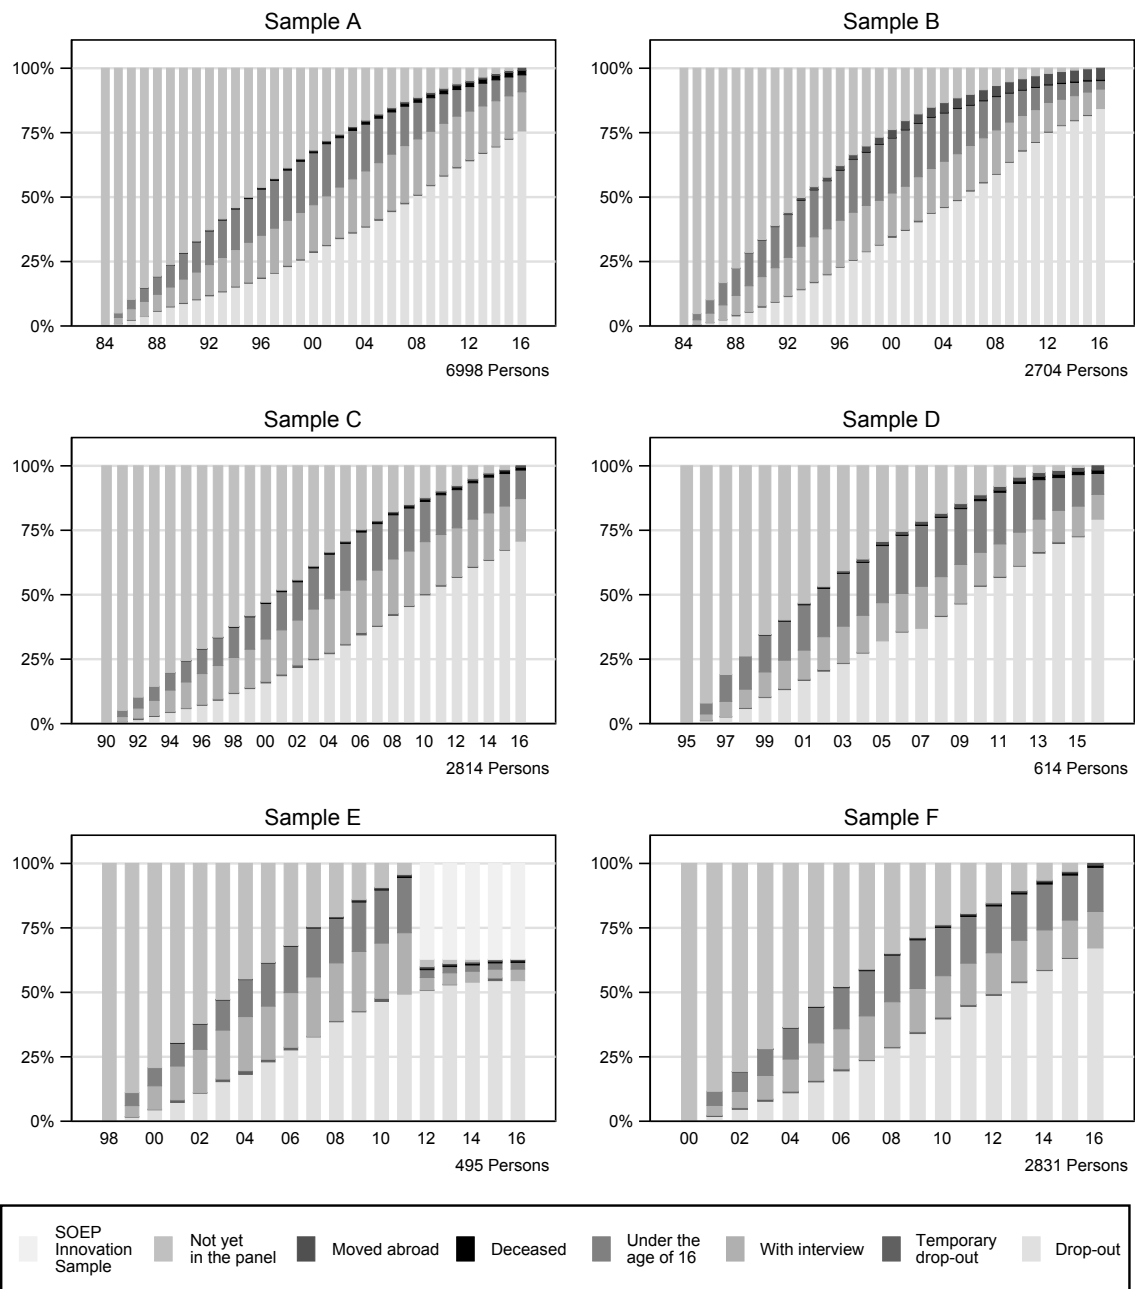 Sample A
100%
75%
50%
25%
0%
84 88 92 96 00 04 08 12 16
6998 Persons
Sample B
100%
75%
50%
25%
0%
84 88 92 96 00 04 08 12 16
2704 Persons
Sample C
100%
75%
50%
25%
0%
90 92 94 96 98 00 02 04 06 08 10 12 14 16
2814 Persons
Sample D
100%
75%
50%
25%
0%
95 97 99 01 03 05 07 09 11 13 15
614 Persons
Sample E
100%
75%
50%
25%
0%
98 00 02 04 06 08 10 12 14 16
495 Persons
Sample F
100%
75%
50%
25%
0%
00 02 04 06 08 10 12 14 16
2831 Persons
SOEP
Innovation
Sample
Not yet
in the panel
Moved abroad
Deceased
Under the
age of 16
With interview
Temporary
drop-out
Drop-out